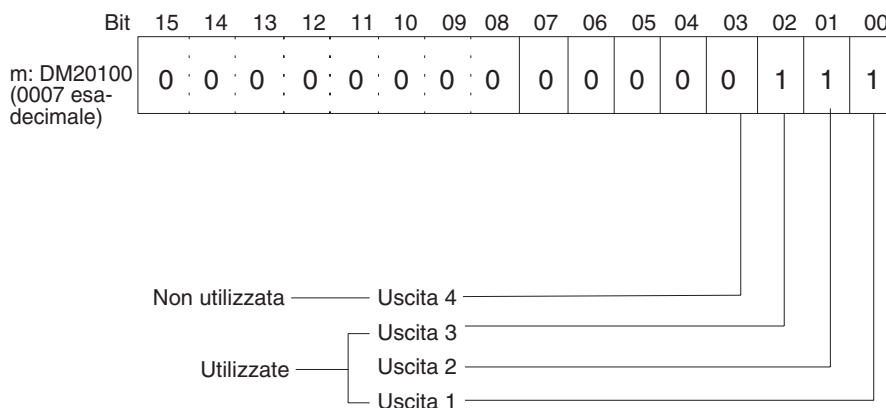 Bit 15 14 13 12 11 10 09 08 07 06 05 04 03 02 01 00
m: DM20100
(0007 esa-
decimale)
0 0 0 0 0 0 0 0 0 0 0 0 0 1 1 1
Non utilizzata Uscita 4
Uscita 3
Utilizzate
Uscita 2
Uscita 1